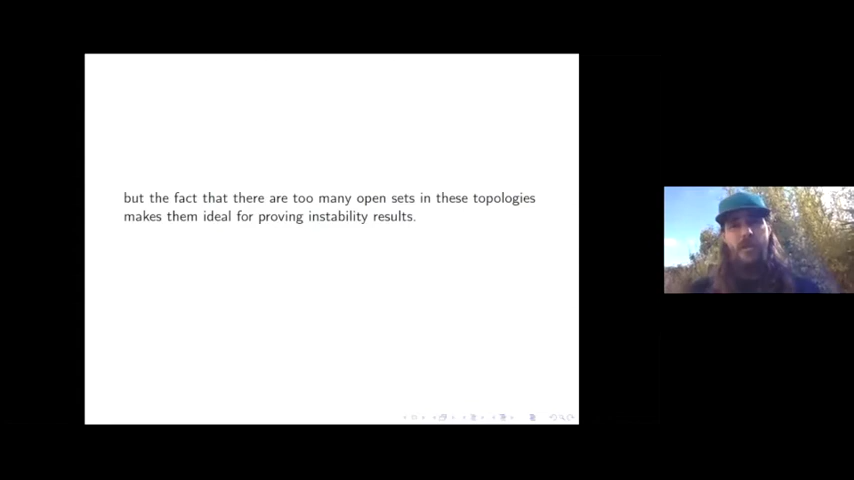 but the fact that there are too many open sets in these topologies
makes them ideal for proving instability results.